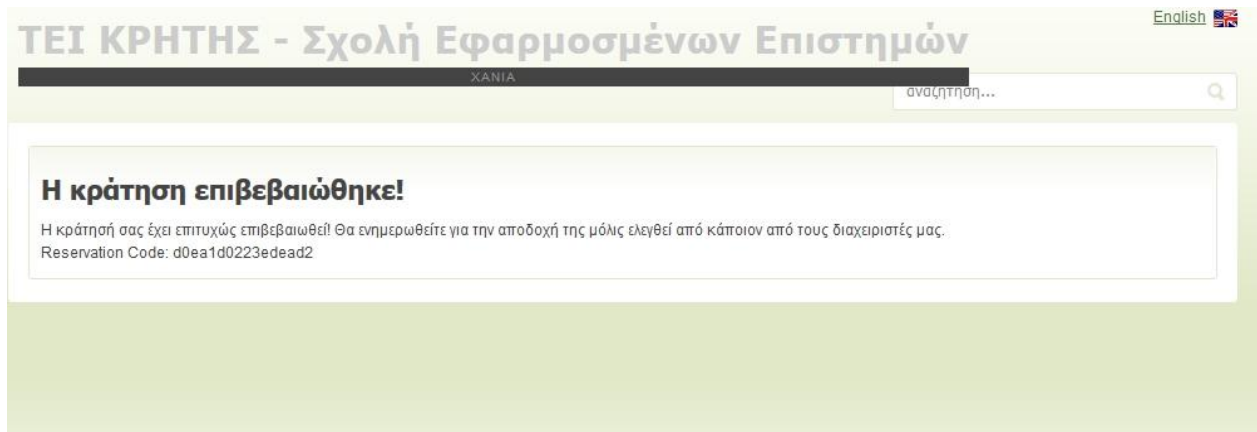 English
ΤΕΙ ΚΡΗΤΗΣ - Σχολή Εφαρμοσμένων Επιστημών
ΧΑΝΙΑ
αναζήτηση...
Η κράτηση επιβεβαιώθηκε!
Η κράτησή σας έχει επιτυχώς επιβεβαιωθεί! Θα ενημερωθείτε για την αποδοχή της μόλις ελεγθεί από κάποιον από τους διαχειριστές μας.
Reservation Code: d0ea1d0223edead2